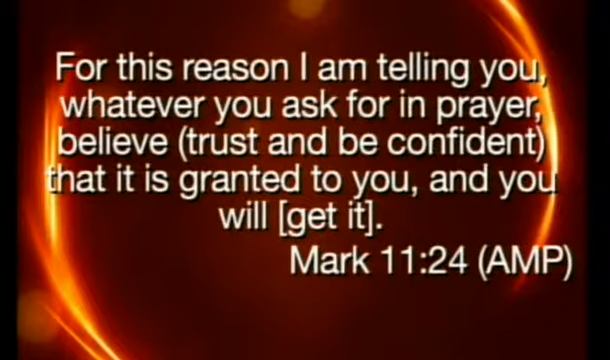 For this reason I am telling you,
whatever you ask for in prayer,
believe (trust and be confident)
that it is granted to you, and you
will [get it].
Mark 11:24 (AMP)